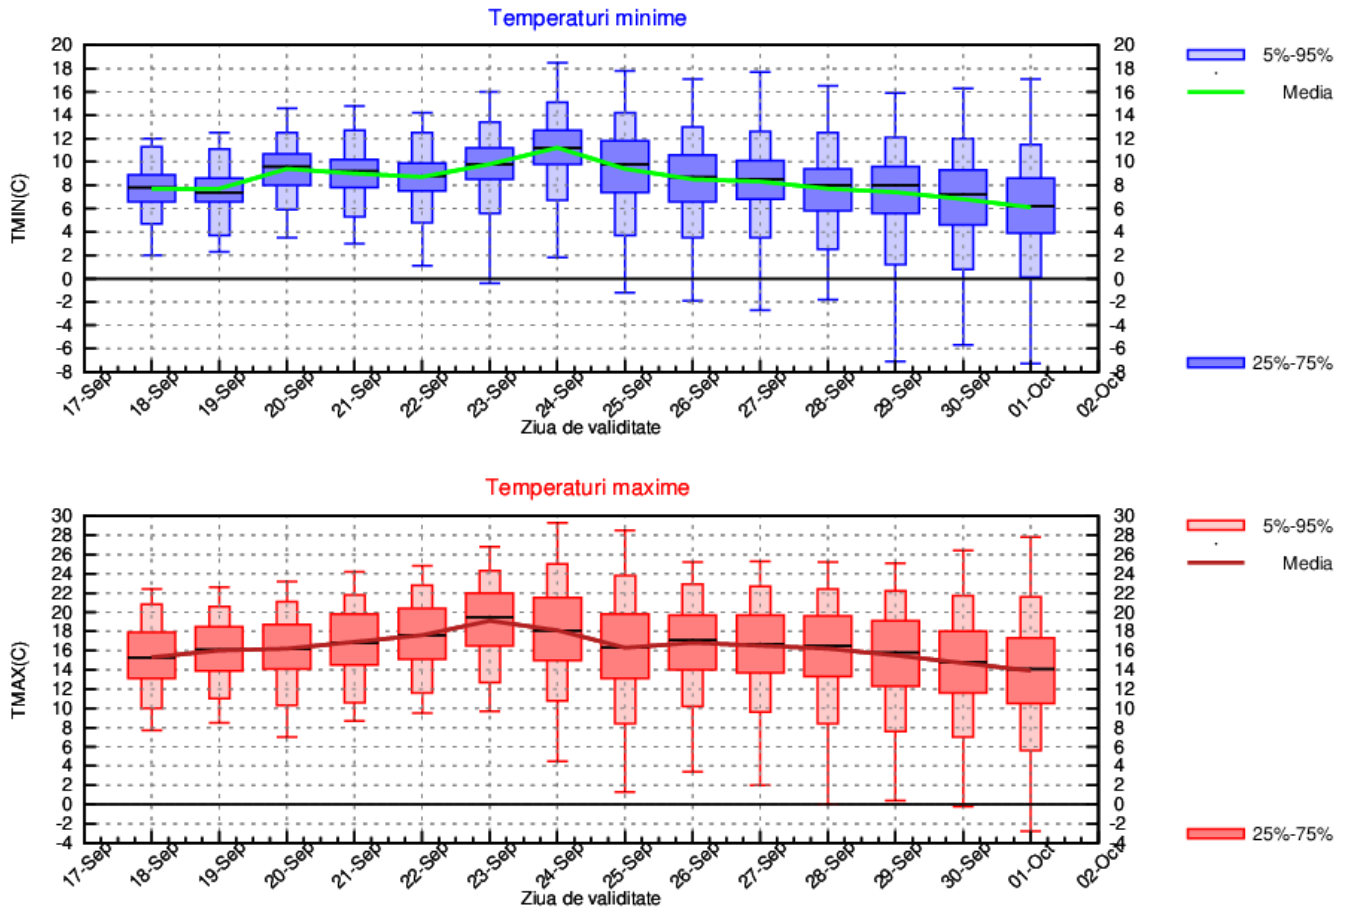 Temperaturi minime
20 18 16 14 12 10 8 6 4 2 0 -2 -4 -6 -8
TMIN(C)
20 18 16 14 12 10 8 6 4 2 0 -2 -4 -6 -8
17-Sep 18-Sep 19-Sep 20-Sep 21-Sep 22-Sep 23-Sep 24-Sep 25-Sep 26-Sep 27-Sep 28-Sep 29-Sep 30-Sep 01-Oct 02-Oct
Ziua de validitate
5%-95%
Media
25%-75%
Temperaturi maxime
30 28 26 24 22 20 18 16 14 12 10 8 6 4 2 0 -2 -4
TMAX(C)
30 28 26 24 22 20 18 16 14 12 10 8 6 4 2 0 -2 -4
17-Sep 18-Sep 19-Sep 20-Sep 21-Sep 22-Sep 23-Sep 24-Sep 25-Sep 26-Sep 27-Sep 28-Sep 29-Sep 30-Sep 01-Oct 02-Oct
Ziua de validitate
5%-95%
Media
25%-75%